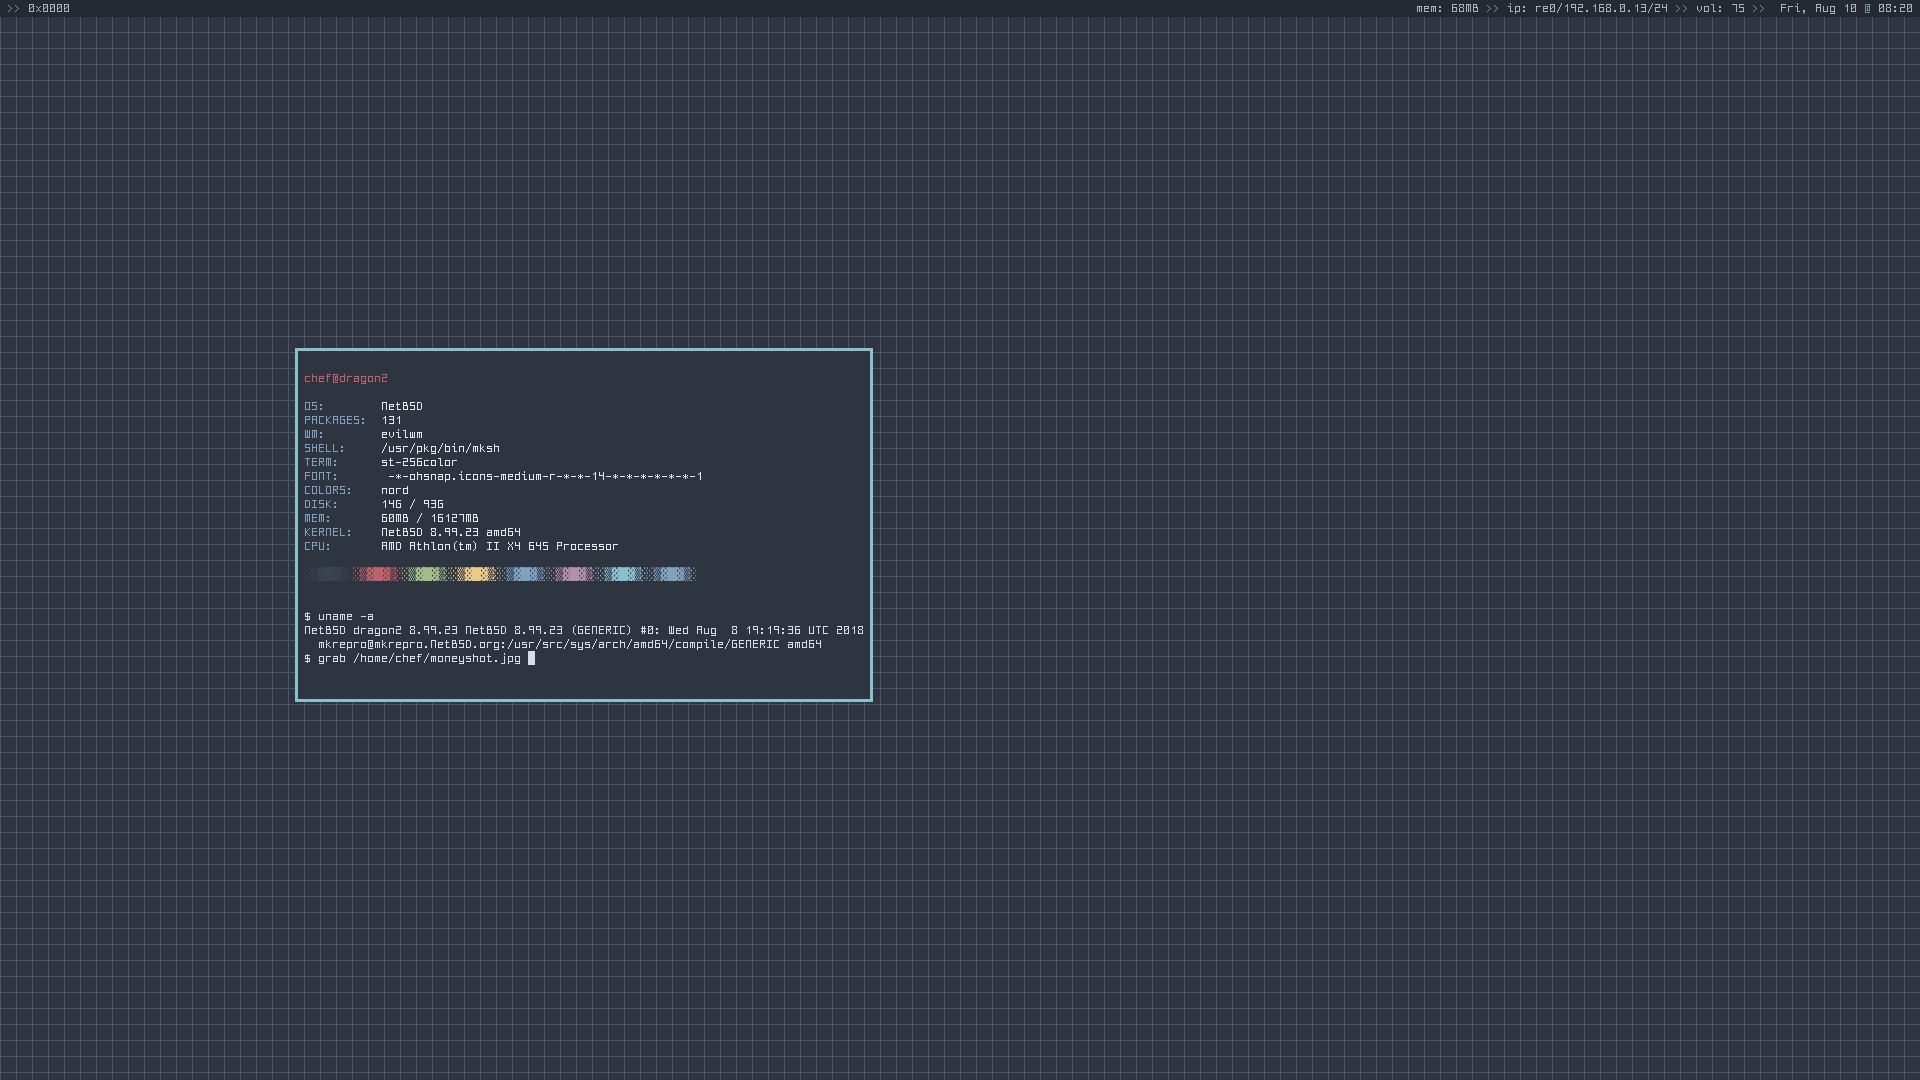 >> 0x0000
mem: 68MB >> ip: re0/192.168.0.13/24 >> vol: 75 >> Fri, Aug 10 @ 08:20
chef@dragon2
OS: NetBSD
PACKAGES: 131
WM: evilwm
SHELL: /usr/pkg/bin/mksh
TERM: st-256color
FONT: -*-ohsnap.icons-medium-r-*-*-14-*-*-*-*-*-*-1
COLORS: nord
DISK: 14G / 93G
MEM: 60MB / 16127MB
KERNEL: NetBSD 8.99.23 amd64
CPU: AMD Athlon(tm) II X4 645 Processor
$ uname -a
NetBSD dragon2 8.99.23 NetBSD 8.99.23 (GENERIC) #0: Wed Aug  8 19:19:36 UTC 2018
mkrepro@mkrepro.NetBSD.org:/usr/src/sys/arch/amd64/compile/GENERIC amd64
$ grab /home/chef/moneyshot.jpg